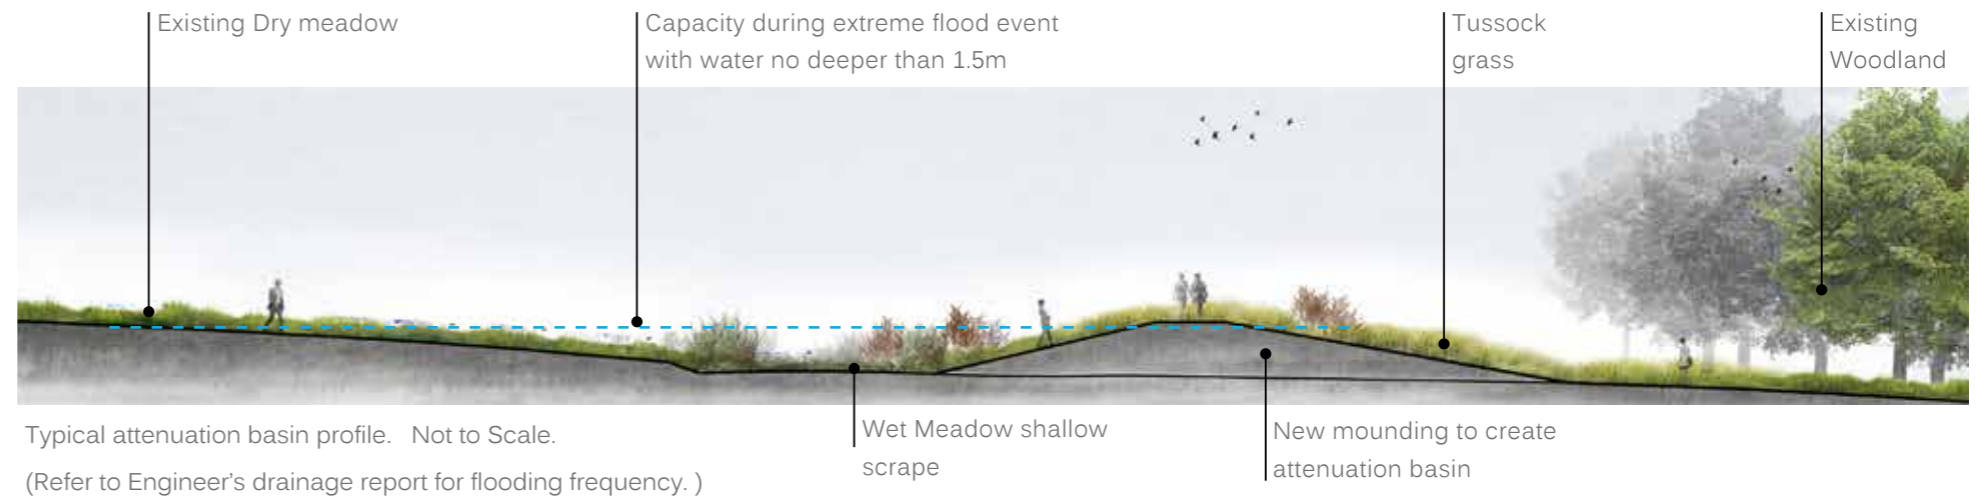 Existing Dry meadow
Capacity during extreme flood event
with water no deeper than 1.5m
Tussock
grass
Existing
Woodland
Wet Meadow shallow
scrape
New mounding to create
attenuation basin
Typical attenuation basin profile. Not to Scale.
(Refer to Engineer's drainage report for flooding frequency. )